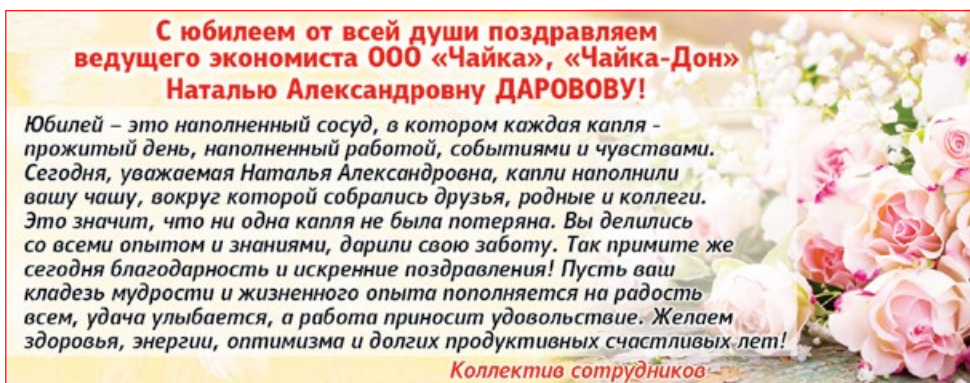 С юбилеем от всей души поздравляем
ведущего экономиста ООО «Чайка», «Чайка-Дон»
Наталью Александровну ДАРОВОВУ!
Юбилей – это наполненный сосуд, в котором каждая капля -
прожитый день, наполненный работой, событиями и чувствами.
Сегодня, уважаемая Наталья Александровна, капли наполнили
вашу чашу, вокруг которой собрались друзья, родные и коллеги.
Это значит, что ни одна капля не была потеряна. Вы делились
со всеми опытом и знаниями, дарили свою заботу. Так примите же
сегодня благодарность и искренние поздравления! Пусть ваш
кладезь мудрости и жизненного опыта пополняется на радость
всем, удача улыбается, а работа приносит удовольствие. Желаем
здоровья, энергии, оптимизма и долгих продуктивных счастливых лет!
Коллектив сотрудников